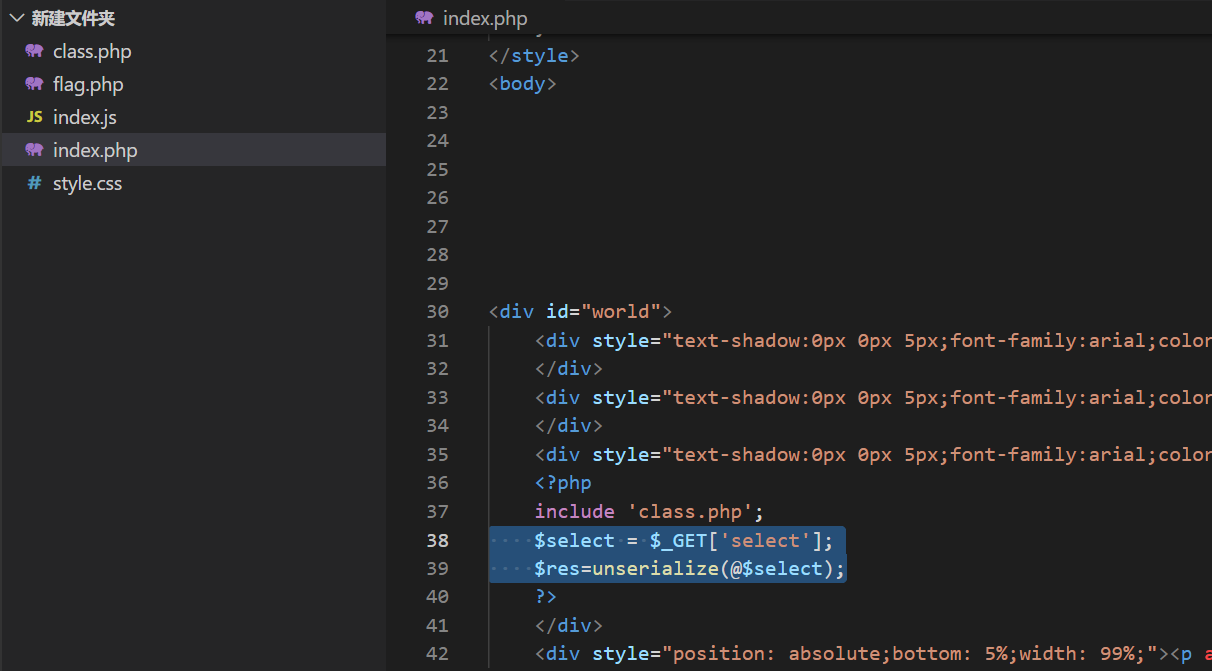 新建文件夹
class.php
flag.php
JS index.js
index.php
# style.css
index.php
21 </style>
22 <body>
23
24
25
26
27
28
29
30 <div id="world">
31 <div style="text-shadow:0px 0px 5px;font-family:arial;color
32 </div>
33 <div style="text-shadow:0px 0px 5px;font-family:arial;color
34 </div>
35 <div style="text-shadow:0px 0px 5px;font-family:arial;color
36 <?php
37 include 'class.php';
38 $select = $_GET['select'];
39 $res=unserialize(@$select);
40 ?>
41 </div>
42 <div style="position: absolute;bottom: 5%;width: 99%;"><p a